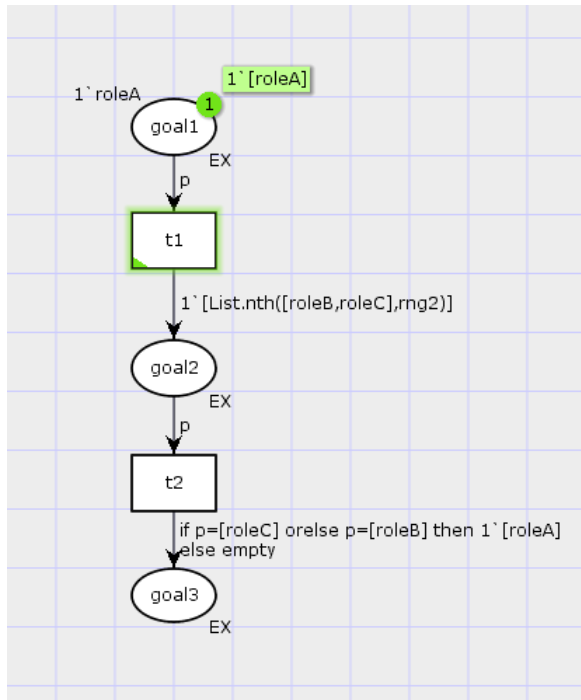 1`[roleA]
1`roleA
1
goal1
EX
p
t1
1`[List.nth([roleB,roleC],rng2)]
goal2
EX
p
t2
if p=[roleC] orelse p=[roleB] then 1`[roleA]
else empty
goal3
EX